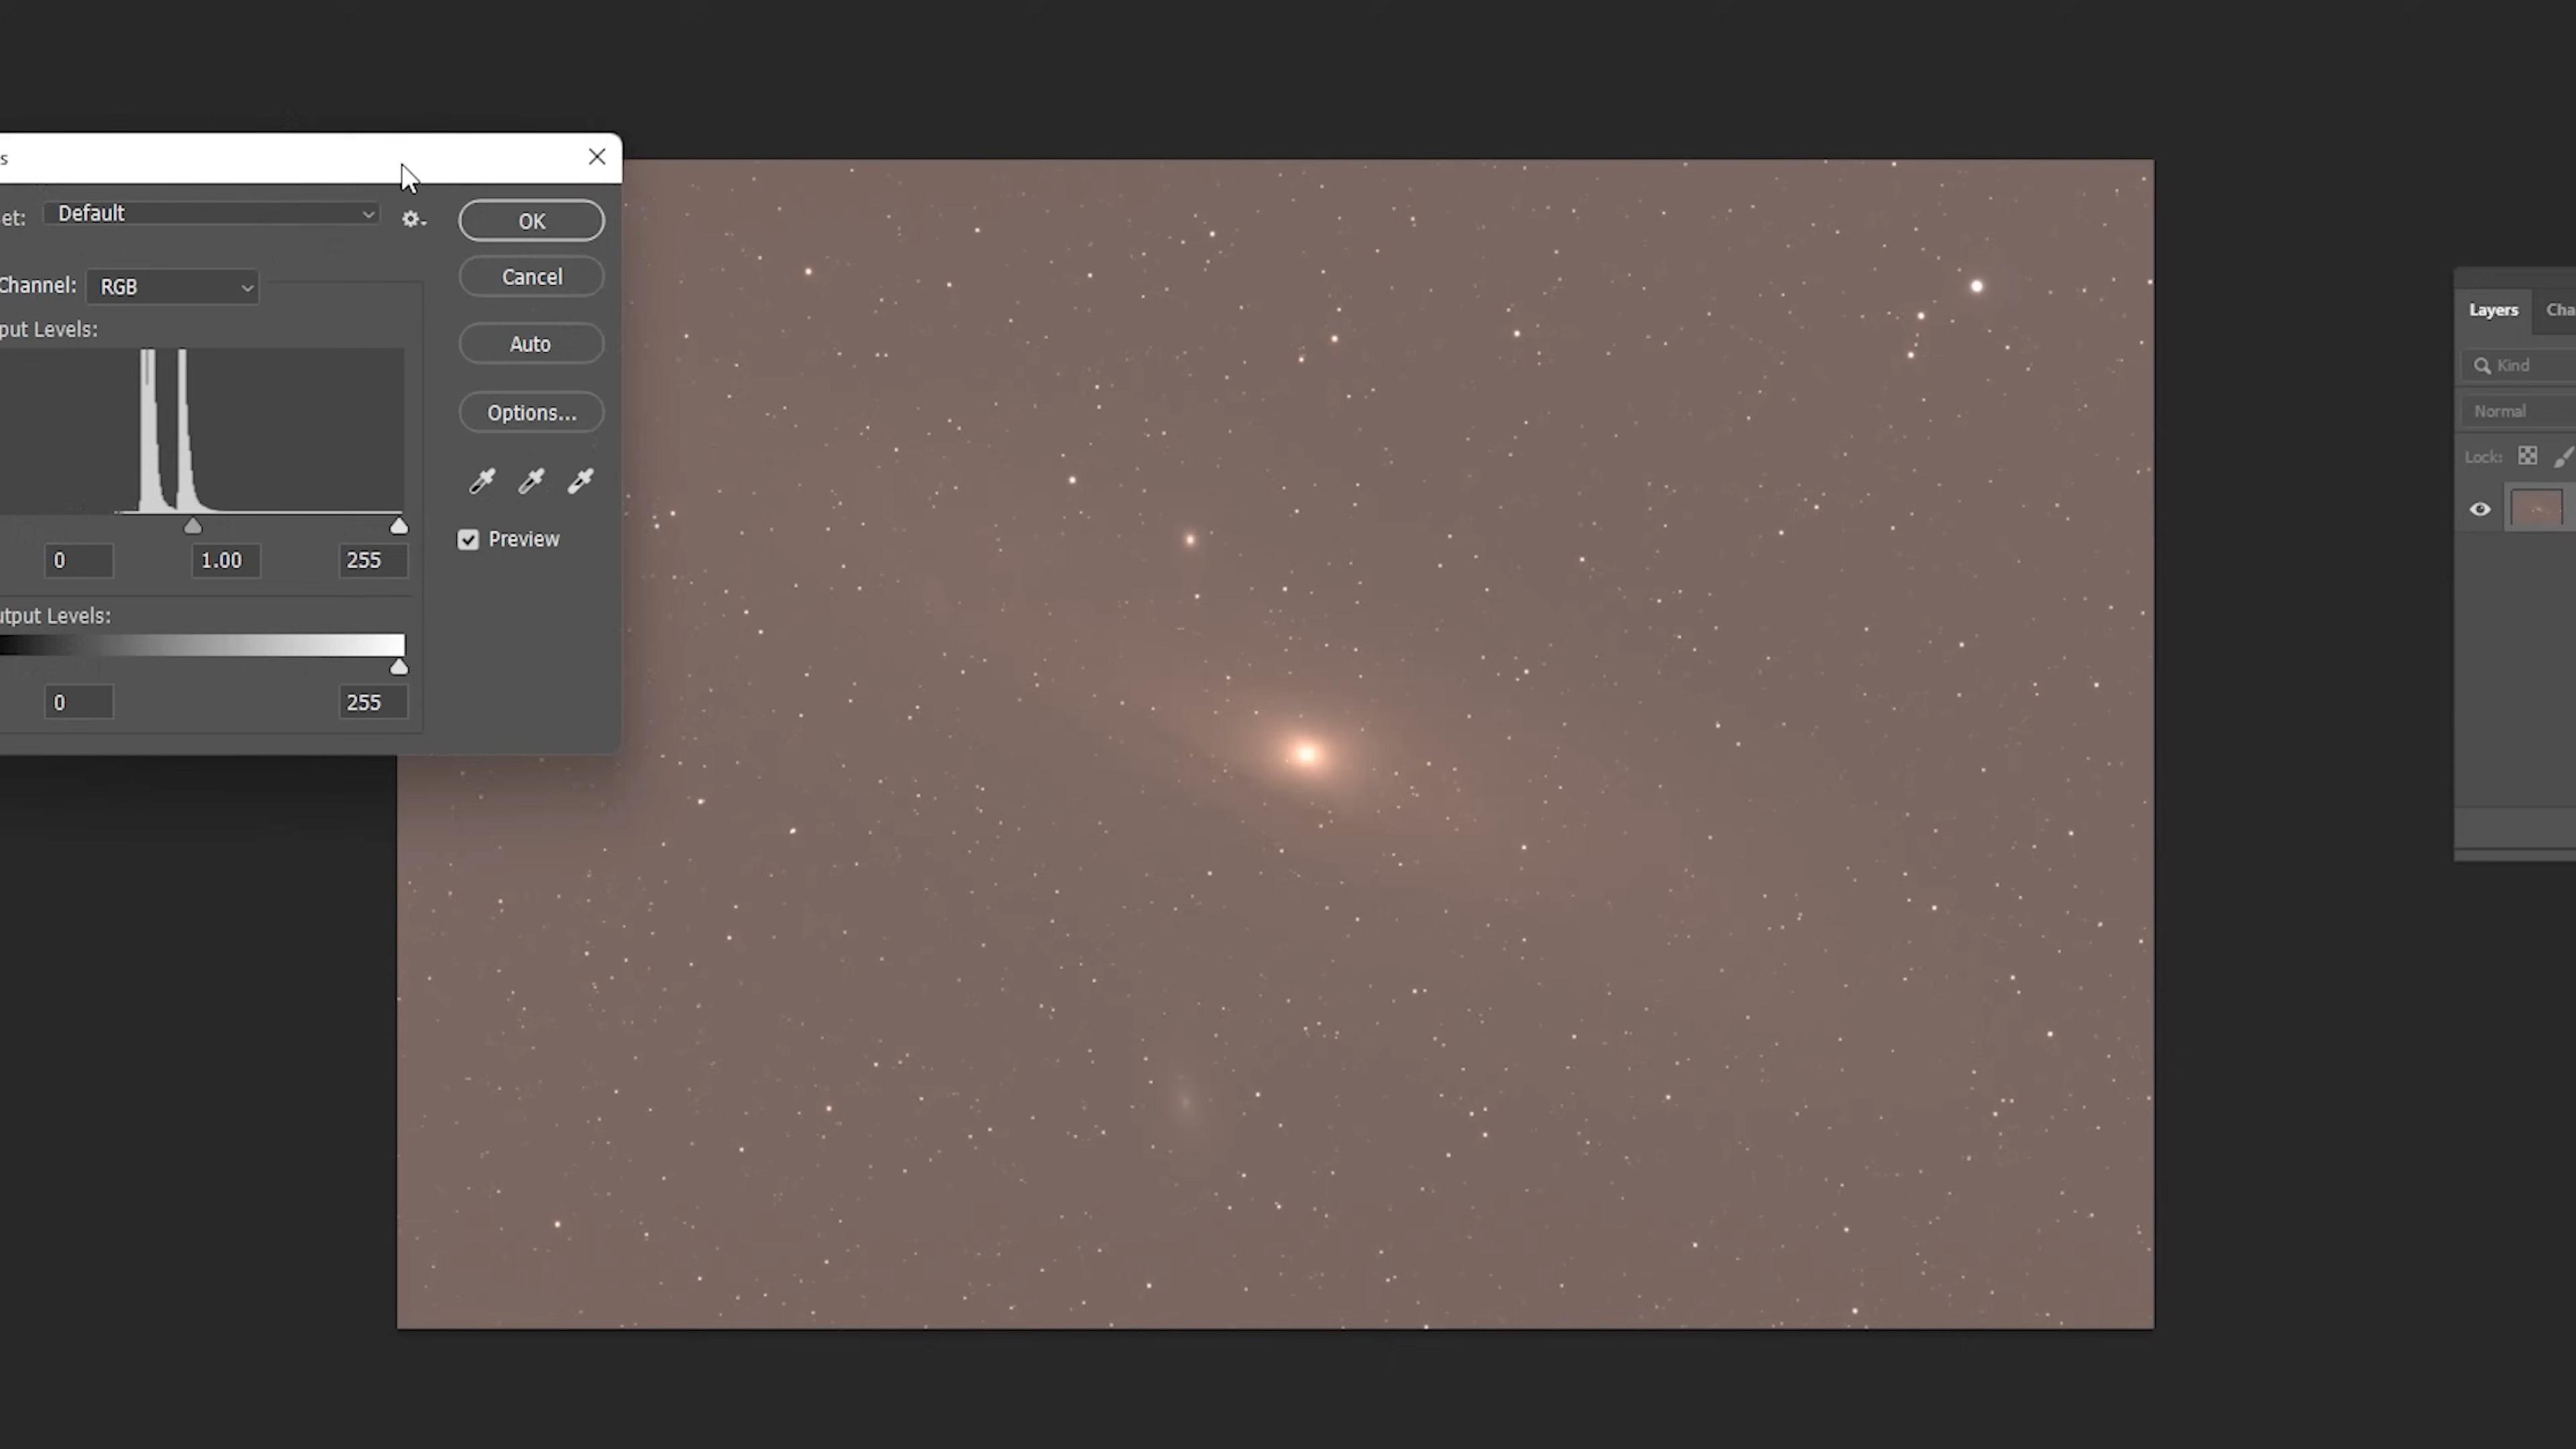 s
et: Default
OK
Cancel
Channel: RGB
put Levels:
Auto
Options...
Preview
0 1.00 255
utput Levels:
0 255
Layers Cha
Kind
Normal
Lock: